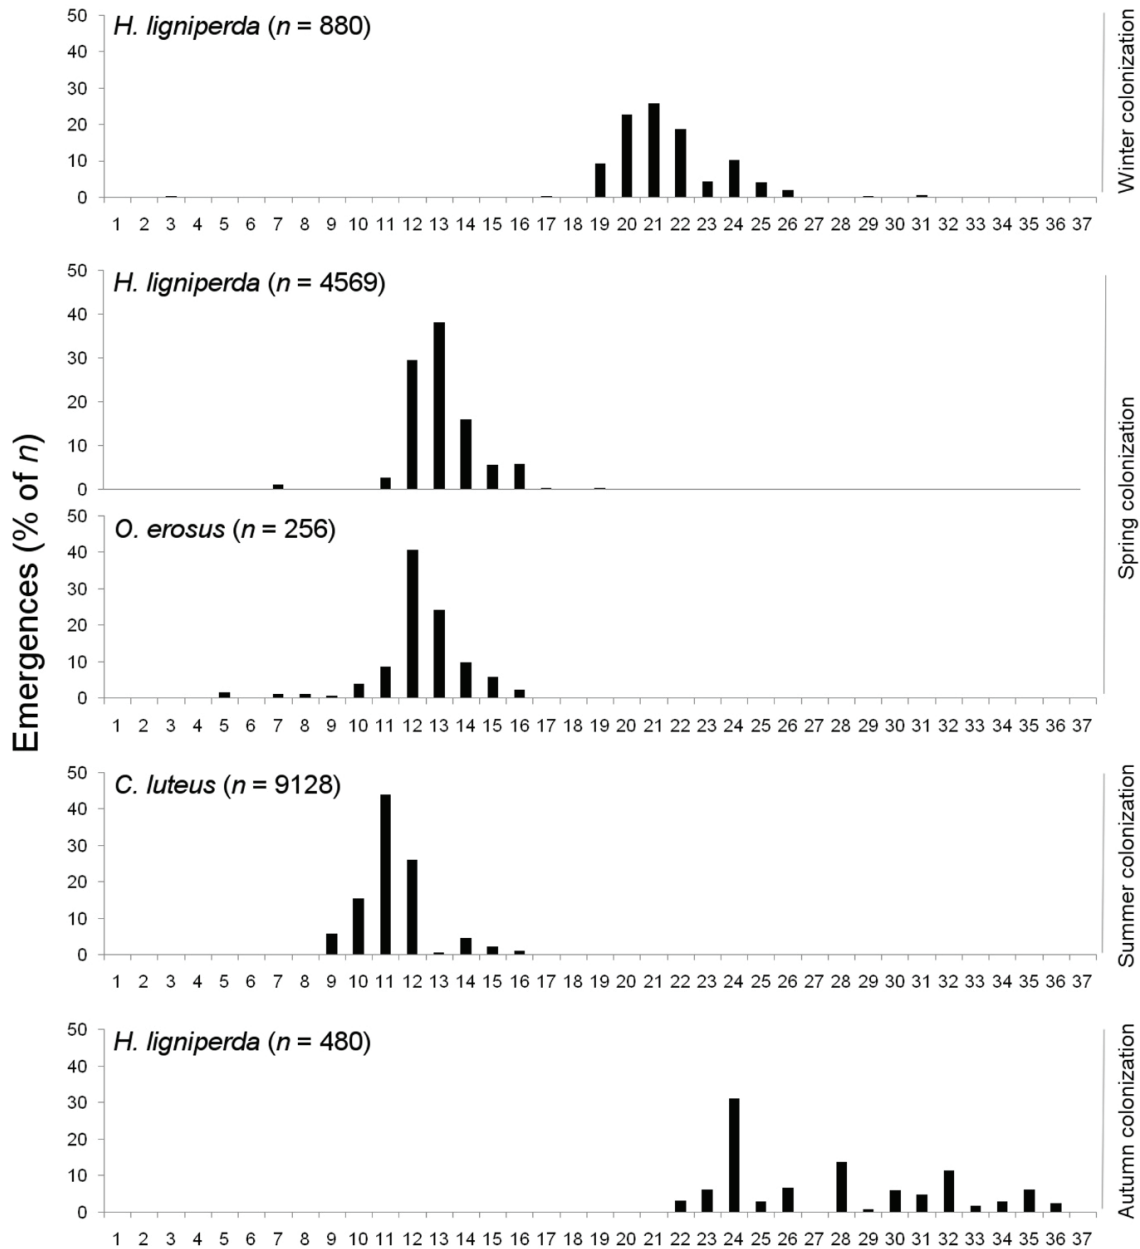 H. ligniperda (n = 880)
50
40
30
20
10
0
1 2 3 4 5 6 7 8 9 10 11 12 13 14 15 16 17 18 19 20 21 22 23 24 25 26 27 28 29 30 31 32 33 34 35 36 37
Winter colonization
H. ligniperda (n = 4569)
50
40
30
20
10
0
O. erosus (n = 256)
50
40
30
20
10
0
1 2 3 4 5 6 7 8 9 10 11 12 13 14 15 16 17 18 19 20 21 22 23 24 25 26 27 28 29 30 31 32 33 34 35 36 37
Spring colonization
Emergences (% of n)
C. luteus (n = 9128)
50
40
30
20
10
0
1 2 3 4 5 6 7 8 9 10 11 12 13 14 15 16 17 18 19 20 21 22 23 24 25 26 27 28 29 30 31 32 33 34 35 36 37
Summer colonization
H. ligniperda (n = 480)
50
40
30
20
10
0
1 2 3 4 5 6 7 8 9 10 11 12 13 14 15 16 17 18 19 20 21 22 23 24 25 26 27 28 29 30 31 32 33 34 35 36 37
Autumn colonization